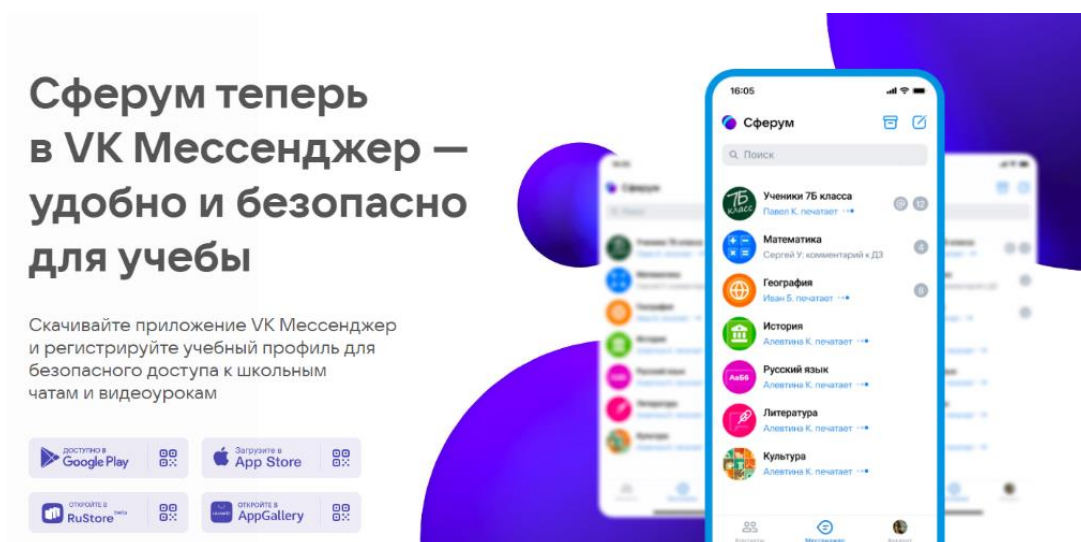 Сферум теперь
в VK Мессенджер —
удобно и безопасно
для учебы
Скачивайте приложение VK Мессенджер
и регистрируйте учебный профиль для
безопасного доступа к школьным
чатам и видеоурокам
ДОСТУПНО В
Google Play
Загрузите в
App Store
ОТКРОЙТЕ В
RuStore beta
ОТКРОЙТЕ В
AppGallery
16:05
Сферум
Поиск
7Б
класс
Ученики 7Б класса
Павел К. печатает
@ 12
Математика
Сергей У: комментарий к ДЗ
4
География
Иван Б. печатает
История
Алевтина К. печатает
АаБб
Русский язык
Алевтина К. печатает
Литература
Алевтина К. печатает
Культура
Алевтина К. печатает